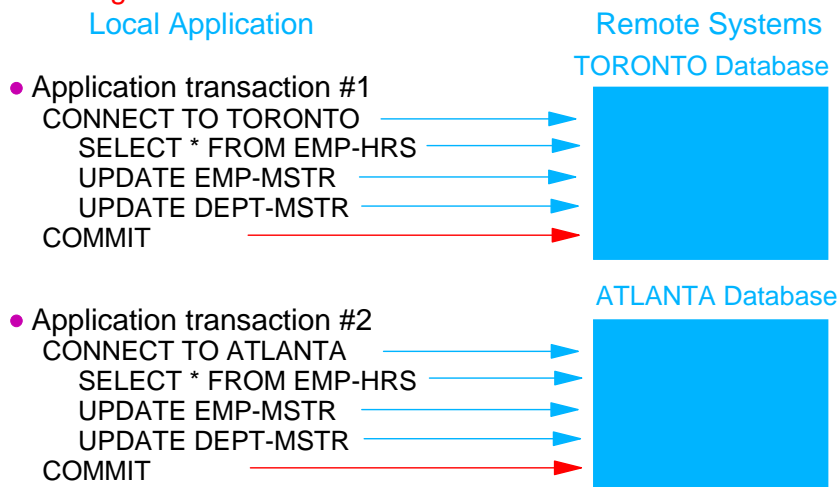 Local Application
Remote Systems
TORONTO Database
• Application transaction #1
CONNECT TO TORONTO
SELECT * FROM EMP-HRS
UPDATE EMP-MSTR
UPDATE DEPT-MSTR
COMMIT
ATLANTA Database
• Application transaction #2
CONNECT TO ATLANTA
SELECT * FROM EMP-HRS
UPDATE EMP-MSTR
UPDATE DEPT-MSTR
COMMIT